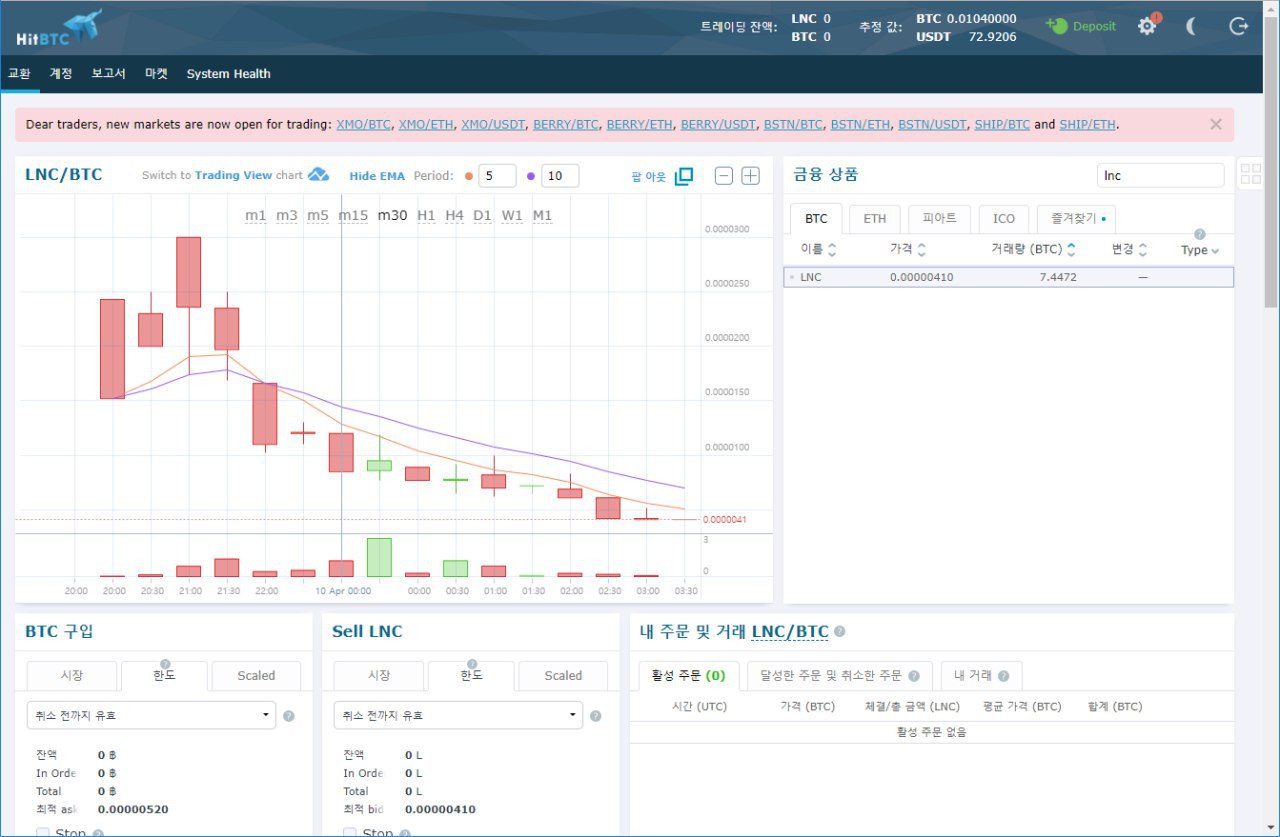 HitBTC
트레이딩 잔액: LNC 0 BTC 0
추정 값: BTC 0.01040000 USDT 72.9206
Deposit
교환 계정 보고서 마켓 System Health
Dear traders, new markets are now open for trading: XMO/BTC, XMO/ETH, XMO/USDT, BERRY/BTC, BERRY/ETH, BERRY/USDT, BSTN/BTC, BSTN/ETH, BSTN/USDT, SHIP/BTC and SHIP/ETH.
LNC/BTC
Switch to Trading View chart
Hide EMA Period: 5 10
팝 아웃
m1 m3 m5 m15 m30 H1 H4 D1 W1 M1
0.0000300
0.0000250
0.0000200
0.0000150
0.0000100
0.0000041
3
0
20:00 20:00 20:30 21:00 21:30 22:00 10 Apr 00:00 00:00 00:30 01:00 01:30 02:00 02:30 03:00 03:30
금융 상품
lnc
BTC ETH 피아트 ICO 즐겨찾기
이름 가격 거래량 (BTC) 변경 Type
LNC 0.00000410 7.4472 —
BTC 구입
시장 한도 Scaled
취소 전까지 유효
잔액 0 ฿
In Orde 0 ฿
Total 0 ฿
최적 ask 0.00000520
Stop
Sell LNC
시장 한도 Scaled
취소 전까지 유효
잔액 0 L
In Orde 0 L
Total 0 L
최적 bid 0.00000410
Stop
내 주문 및 거래 LNC/BTC
활성 주문 (0) 달성한 주문 및 취소한 주문 내 거래
시간 (UTC) 가격 (BTC) 체결/총 금액 (LNC) 평균 가격 (BTC) 합계 (BTC)
활성 주문 없음